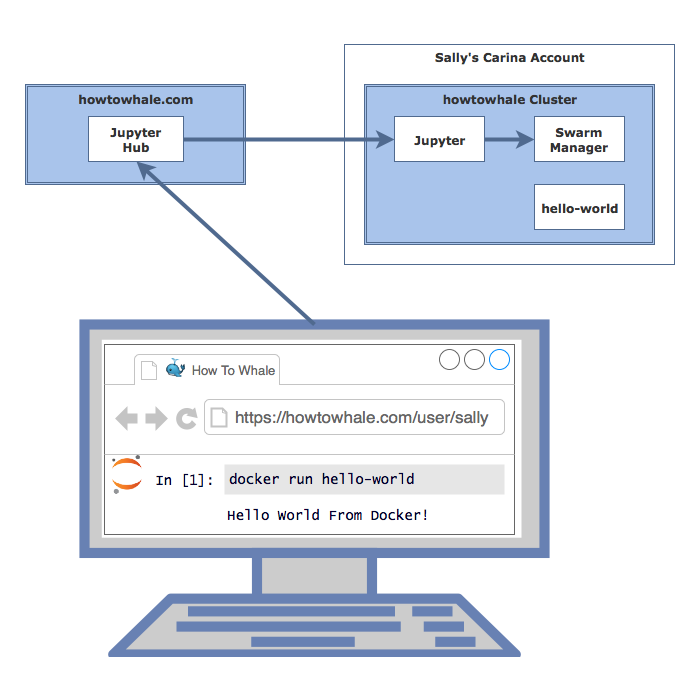 Sally's Carina Account
howtowhale.com
howtowhale Cluster
Jupyter
Hub
Jupyter
Swarm
Manager
hello-world
How To Whale
https://howtowhale.com/user/sally
In [1]: docker run hello-world
Hello World From Docker!